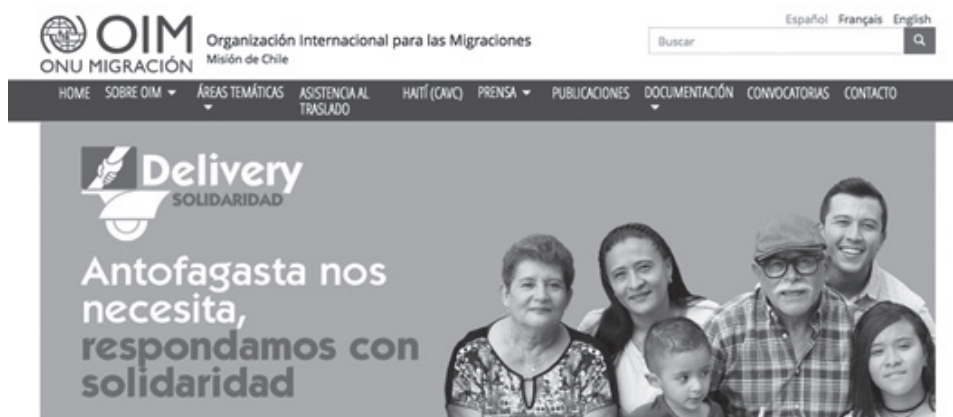 Español Français English
OIM
ONU MIGRACIÓN
Organización Internacional para las Migraciones
Misión de Chile
Buscar
HOME SOBRE OIM ÁREAS TEMÁTICAS ASISTENCIA AL TRASLADO HAITÍ (CAVC) PRENSA PUBLICACIONES DOCUMENTACIÓN CONVOCATORIAS CONTACTO
Delivery
SOLIDARIDAD
Antofagasta nos
necesita,
respondamos con
solidaridad